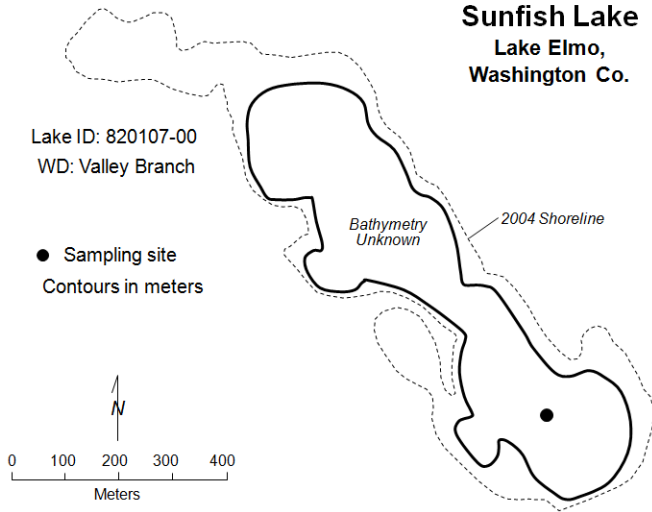 Sunfish Lake
Lake Elmo,
Washington Co.
Lake ID: 820107-00
WD: Valley Branch
Bathymetry
Unknown
2004 Shoreline
Sampling site
Contours in meters
N
0 100 200 300 400
Meters